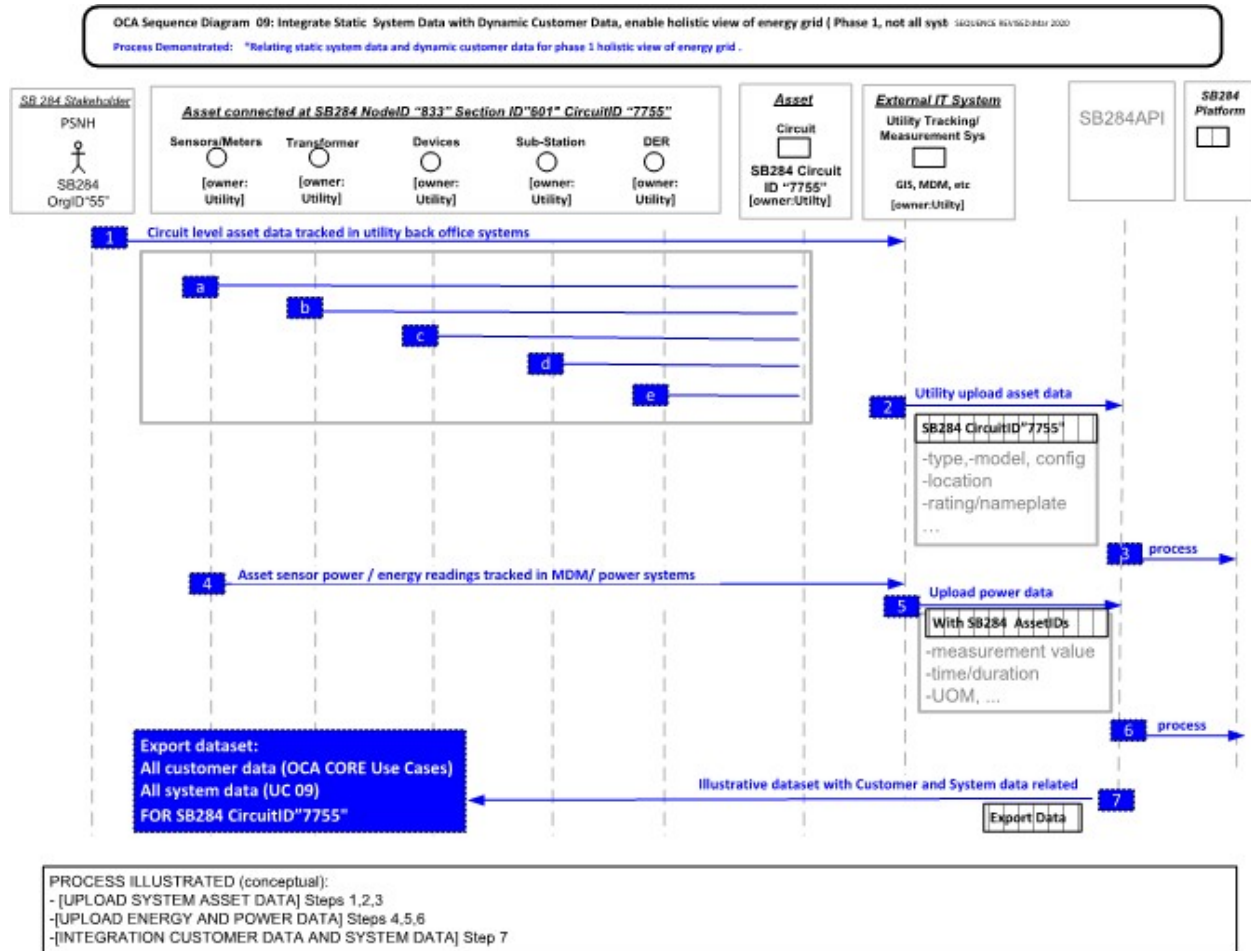 OCA Sequence Diagram 09: Integrate Static System Data with Dynamic Customer Data, enable holistic view of energy grid ( Phase 1, not all syst SEQUENCE REVISED:Mar 2020
Process Demonstrated: "Relating static system data and dynamic customer data for phase 1 holistic view of energy grid .
SB 284 Stakeholder
PSNH
SB284
OrgID"55"
Asset connected at SB284 NodeID "833" Section ID"601" CircuitID "7755"
Sensors/Meters
[owner:
Utility]
Transformer
[owner:
Utility]
Devices
[owner:
Utility]
Sub-Station
[owner:
Utility]
DER
[owner:
Utility]
Asset
Circuit
SB284 Circuit
ID "7755"
[owner:Utilty]
External IT System
Utility Tracking/
Measurement Sys
GIS, MDM, etc
[owner:Utilty]
SB284API
SB284
Platform
1 Circuit level asset data tracked in utility back office systems
a
b
c
d
e
2 Utility upload asset data
SB284 CircuitID"7755"
-type,-model, config
-location
-rating/nameplate
...
3 process
4 Asset sensor power / energy readings tracked in MDM/ power systems
5 Upload power data
With SB284 AssetIDs
-measurement value
-time/duration
-UOM, ...
6 process
Export dataset:
All customer data (OCA CORE Use Cases)
All system data (UC 09)
FOR SB284 CircuitID"7755"
Illustrative dataset with Customer and System data related 7
Export Data
PROCESS ILLUSTRATED (conceptual):
- [UPLOAD SYSTEM ASSET DATA] Steps 1,2,3
-[UPLOAD ENERGY AND POWER DATA] Steps 4,5,6
-[INTEGRATION CUSTOMER DATA AND SYSTEM DATA] Step 7